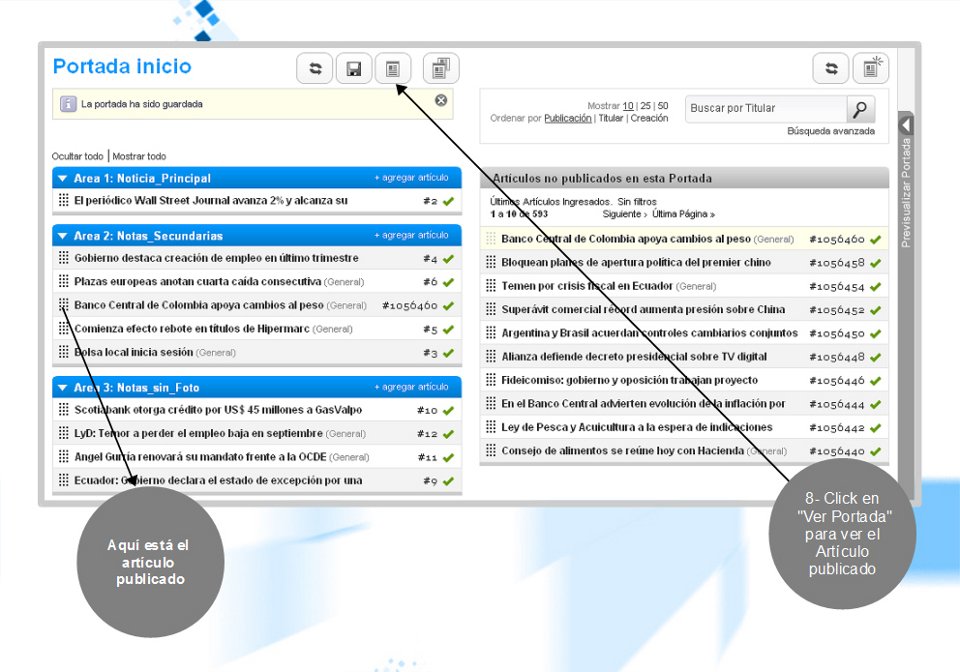 Portada inicio
La portada ha sido guardada
Ocultar todo | Mostrar todo
Area 1: Noticia_Principal + agregar artículo
El periódico Wall Street Journal avanza 2% y alcanza su #2
Area 2: Notas_Secundarias + agregar artículo
Gobierno destaca creación de empleo en último trimestre #4
Plazas europeas anotan cuarta caída consecutiva (General) #6
Banco Central de Colombia apoya cambios al peso (General) #1056460
Comienza efecto rebote en títulos de Hipermarc (General) #5
Bolsa local inicia sesión (General) #3
Area 3: Notas_sin_Foto + agregar artículo
Scotiabank otorga crédito por US$ 45 millones a GasValpo #10
LyD: Temor a perder el empleo baja en septiembre (General) #12
Angel Gurría renovará su mandato frente a la OCDE (General) #11
Ecuador: Gobierno declara el estado de excepción por una #9
Mostrar 10 | 25 | 50
Ordenar por Publicación | Titular | Creación
Buscar por Titular
Búsqueda avanzada
Artículos no publicados en esta Portada
Últimos Artículos Ingresados. Sin filtros
1 a 10 de 593 Siguiente › Última Página »
Banco Central de Colombia apoya cambios al peso (General) #1056460
Bloquean planes de apertura política del premier chino #1056458
Temen por crisis fiscal en Ecuador (General) #1056454
Superávit comercial récord aumenta presión sobre China #1056452
Argentina y Brasil acuerdan controles cambiarios conjuntos #1056450
Alianza defiende decreto presidencial sobre TV digital #1056448
Fideicomiso: gobierno y oposición trabajan proyecto #1056446
En el Banco Central advierten evolución de la inflación por #1056444
Ley de Pesca y Acuicultura a la espera de indicaciones #1056442
Consejo de alimentos se reúne hoy con Hacienda (General) #1056440
Previsualizar Portada
Aquí está el
artículo
publicado
8- Click en
"Ver Portada"
para ver el
Artículo
publicado